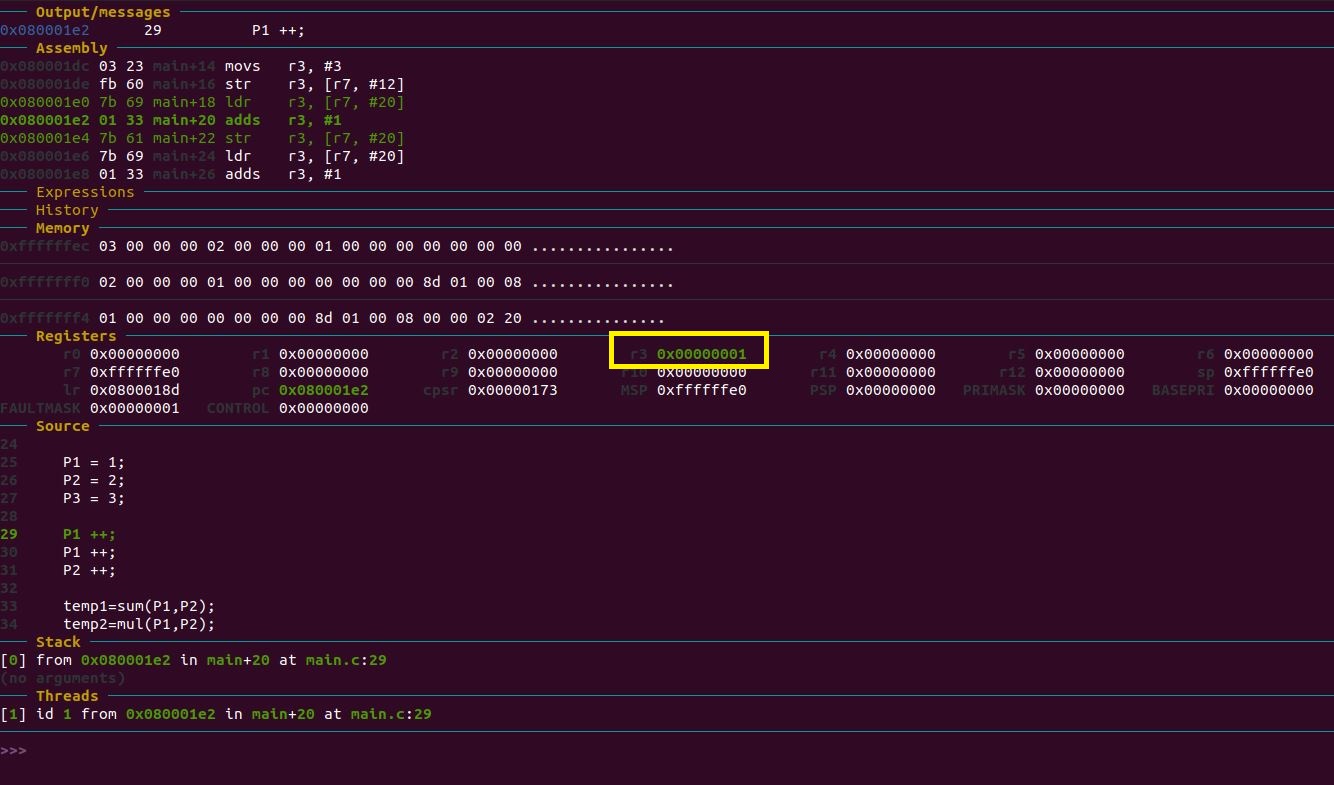 Output/messages
0x080001e2 29 P1 ++;
Assembly
0x080001dc 03 23 main+14 movs r3, #3
0x080001de fb 60 main+16 str r3, [r7, #12]
0x080001e0 7b 69 main+18 ldr r3, [r7, #20]
0x080001e2 01 33 main+20 adds r3, #1
0x080001e4 7b 61 main+22 str r3, [r7, #20]
0x080001e6 7b 69 main+24 ldr r3, [r7, #20]
0x080001e8 01 33 main+26 adds r3, #1
Expressions
History
Memory
0xffffffec 03 00 00 00 02 00 00 00 01 00 00 00 00 00 00 00 ................
0xfffffff0 02 00 00 00 01 00 00 00 00 00 00 00 8d 01 00 08 ................
0xfffffff4 01 00 00 00 00 00 00 00 8d 01 00 08 00 00 02 20 ...............
Registers
r0 0x00000000 r1 0x00000000 r2 0x00000000 r3 0x00000001 r4 0x00000000 r5 0x00000000 r6 0x00000000
r7 0xffffffe0 r8 0x00000000 r9 0x00000000 r10 0x00000000 r11 0x00000000 r12 0x00000000 sp 0xffffffe0
lr 0x0800018d pc 0x080001e2 cpsr 0x00000173 MSP 0xffffffe0 PSP 0x00000000 PRIMASK 0x00000000 BASEPRI 0x00000000
FAULTMASK 0x00000001 CONTROL 0x00000000
Source
24
25 P1 = 1;
26 P2 = 2;
27 P3 = 3;
28
29 P1 ++;
30 P1 ++;
31 P2 ++;
32
33 temp1=sum(P1,P2);
34 temp2=mul(P1,P2);
Stack
[0] from 0x080001e2 in main+20 at main.c:29
(no arguments)
Threads
[1] id 1 from 0x080001e2 in main+20 at main.c:29
>>>